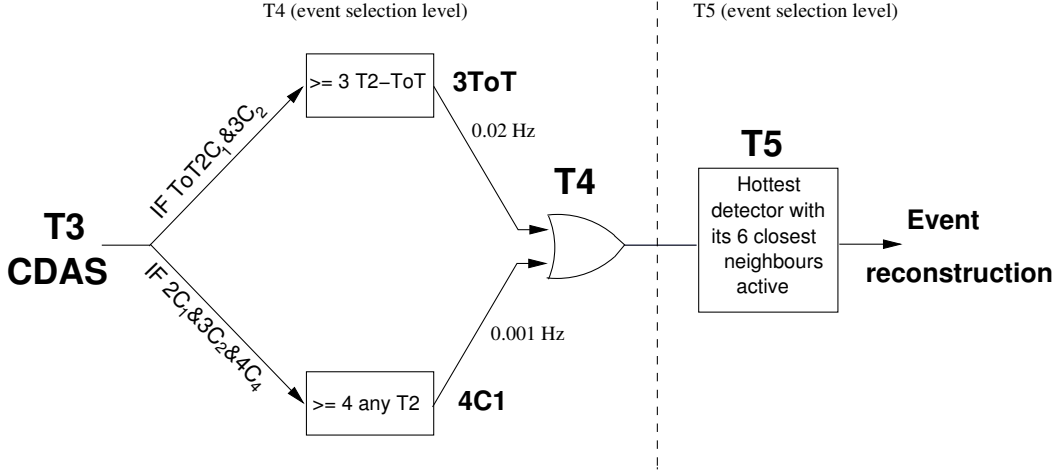 T4 (event selection level)
T5 (event selection level)
>= 3 T2−ToT
3ToT
0.02 Hz
IF ToT2C₁&3C₂
T3
CDAS
IF 2C₁&3C₂&4C₄
>= 4 any T2
4C1
0.001 Hz
T4
T5
Hottest
detector with
its 6 closest
neighbours
active
Event
reconstruction